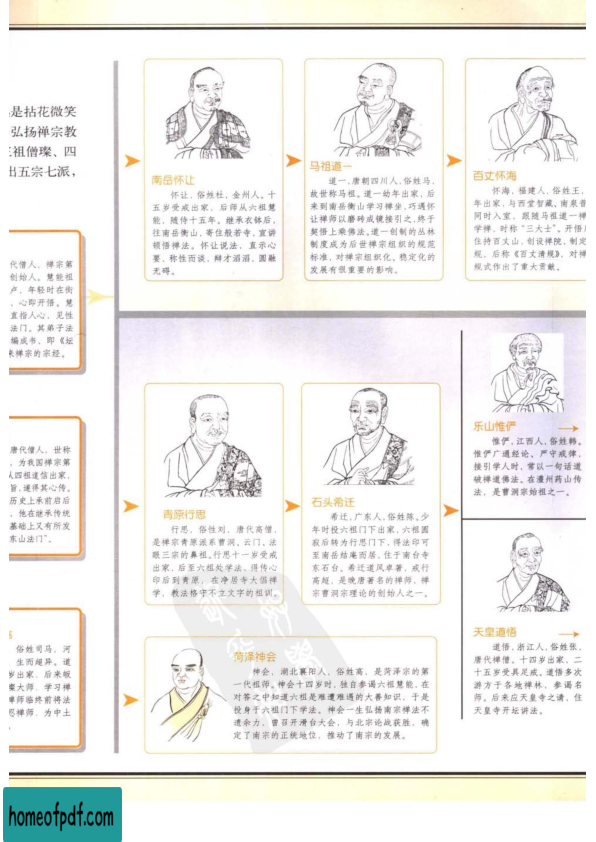 是拈花微笑
弘扬禅宗教
三祖僧璨、四
出五宗七派，
代僧人，禅宗第
创始人。慧能祖
卢，年轻时在街
，心即开悟。慧
直指人心，见性
法门。其弟子法
编成书，即《坛
来禅宗的宗经。
唐代僧人，世称
，为我国禅宗第
从四祖道信出家，
旨，遂得其心传。
历史上承前启后
，他在继承传统
基础上又有所发
东山法门”。
俗姓司马，河
生而超异。道
岁出家，后来皈
璨大师，学习禅
禅师临终前将法
忍禅师，为中土
南岳怀让
怀让，俗姓杜，金州人。十
五岁受戒出家，后师从六祖慧
能，随侍十五年。继承衣钵后，
往南岳衡山，寄住般若寺，宣讲
顿悟禅法。怀让说法，直示心
要，称性而谈，辩才滔滔，圆融
无碍。
马祖道一
道一，唐朝四川人，俗姓马，
故世称马祖。道一幼年出家，后
来到南岳衡山学习禅坐，巧遇怀
让禅师以磨砖成镜接引之，终于
契悟上乘佛法。道一创制的丛林
制度成为后世禅宗组织的规范
标准，对禅宗组织化、稳定化的
发展有很重要的影响。
百丈怀海
怀海，福建人，俗姓王，
年出家，与西堂智藏、南泉普
同时入室，跟随马祖道一禅
学禅，时称“三大士”。开悟后
住持百丈山，创设禅院，制定
规，后称《百丈清规》，对禅
规式作出了重大贡献。
青原行思
行思，俗性刘，唐代高僧，
是禅宗青原派系曹洞、云门、法
眼三宗的鼻祖。行思十一岁受戒
出家，后至六祖处学法，得传心
印后到青原，在净居寺大倡禅
学，教法恪守不立文字的祖训。
石头希迁
希迁，广东人，俗姓陈。少
年时投六祖门下出家，六祖圆
寂后转为行思门下，得法印可
至南岳结庵而居，住于南台寺
东石台。希迁道风卓著，戒行
高超，是晚唐著名的禅师，禅
宗曹洞宗理论的创始人之一。
乐山惟俨
惟俨，江西人，俗姓韩。
惟俨广通经论。严守戒律，
接引学人时，常以一句话道
破禅道佛法。在澧州药山传
法，是曹洞宗始祖之一。
天皇道悟
道悟，浙江人，俗姓张，
唐代禅僧。十四岁出家，二
十五岁受具足戒。道悟多次
游方于各地禅林，参谒名
师。后来应天皇寺之请，住
天皇寺开坛讲法。
菏泽神会
神会，湖北襄阳人，俗姓高，是菏泽宗的第
一代祖师。神会十四岁时，独自参谒六祖慧能，在
对答之中知道六祖是难遭难遇的大善知识，于是
投身于六祖门下学法。神会一生弘扬南宗禅法不
遗余力，曾召开滑台大会，与北宗论战获胜，确
定了南宗的正统地位，推动了南宗的发展。
homeofpdf.com